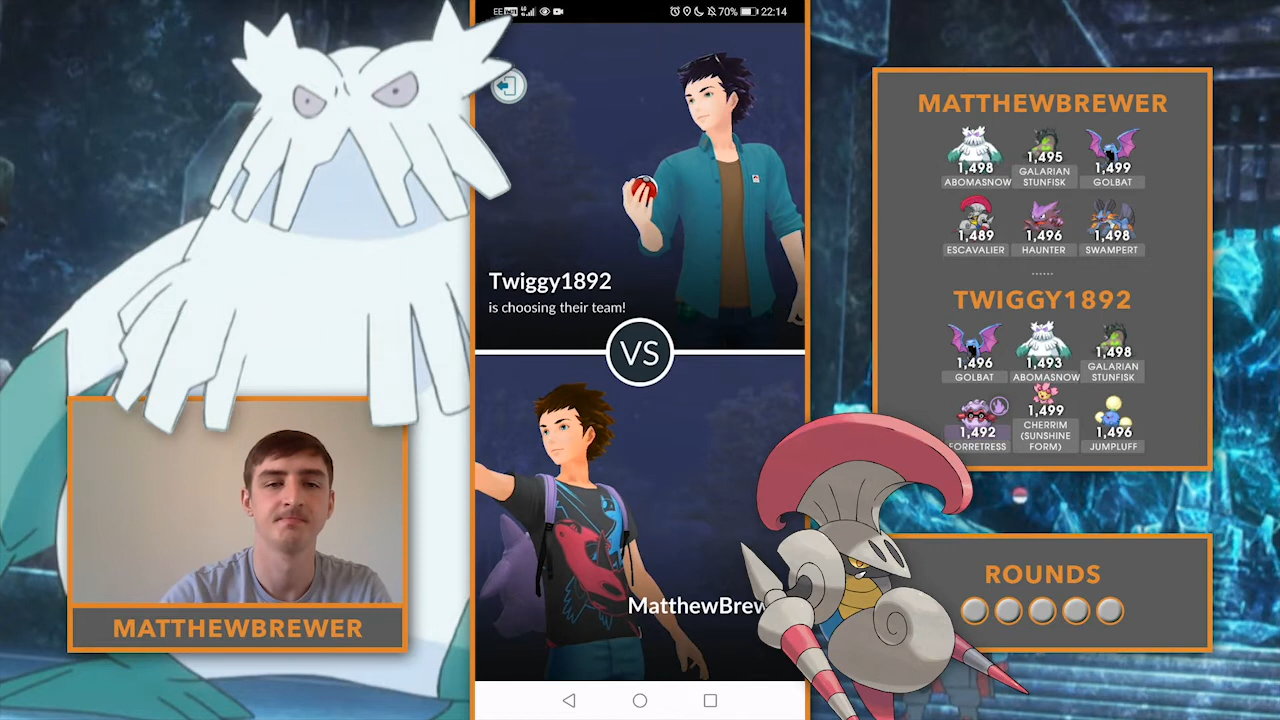 EE 70% 22:14
Twiggy1892
is choosing their team!
VS
MatthewBrew
MATTHEWBREWER
MATTHEWBREWER
1,498 1,495 1,499
ABOMASNOW GALARIAN STUNFISK GOLBAT
1,489 1,496 1,498
ESCAVALIER HAUNTER SWAMPERT
......
TWIGGY1892
1,496 1,493 1,498
GOLBAT ABOMASNOW GALARIAN STUNFISK
1,492 1,499 1,496
FORRETRESS CHERRIM (SUNSHINE FORM) JUMPLUFF
ROUNDS